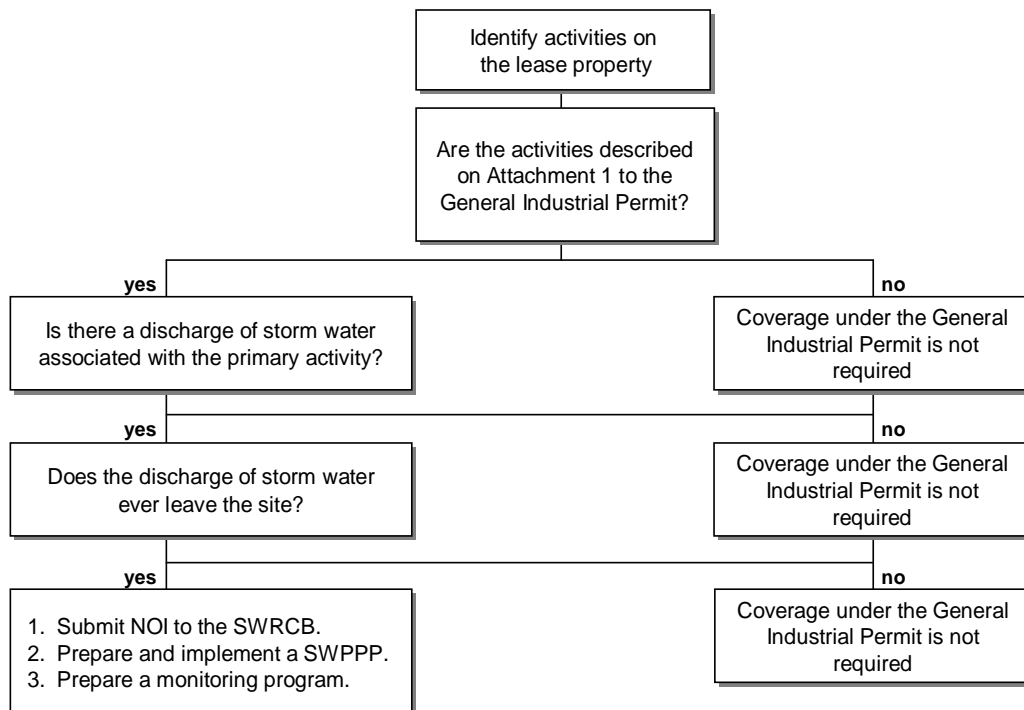 Identify activities on
the lease property
Are the activities described
on Attachment 1 to the
General Industrial Permit?
yes
no
Is there a discharge of storm water
associated with the primary activity?
Coverage under the General
Industrial Permit is not
required
yes
no
Does the discharge of storm water
ever leave the site?
Coverage under the General
Industrial Permit is not
required
yes
no
1. Submit NOI to the SWRCB.
2. Prepare and implement a SWPPP.
3. Prepare a monitoring program.
Coverage under the General
Industrial Permit is not
required